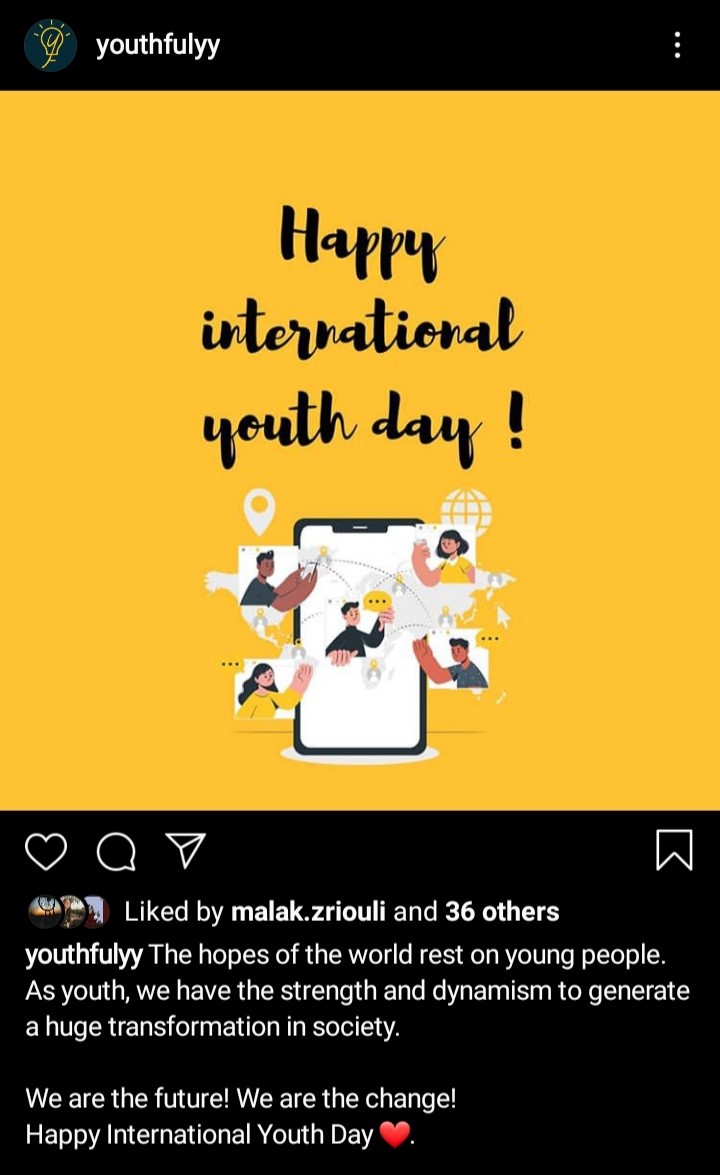 youthfulyy
Happy
international
youth day !
Liked by malak.zriouli and 36 others
youthfulyy The hopes of the world rest on young people.
As youth, we have the strength and dynamism to generate
a huge transformation in society.
We are the future! We are the change!
Happy International Youth Day ❤️.